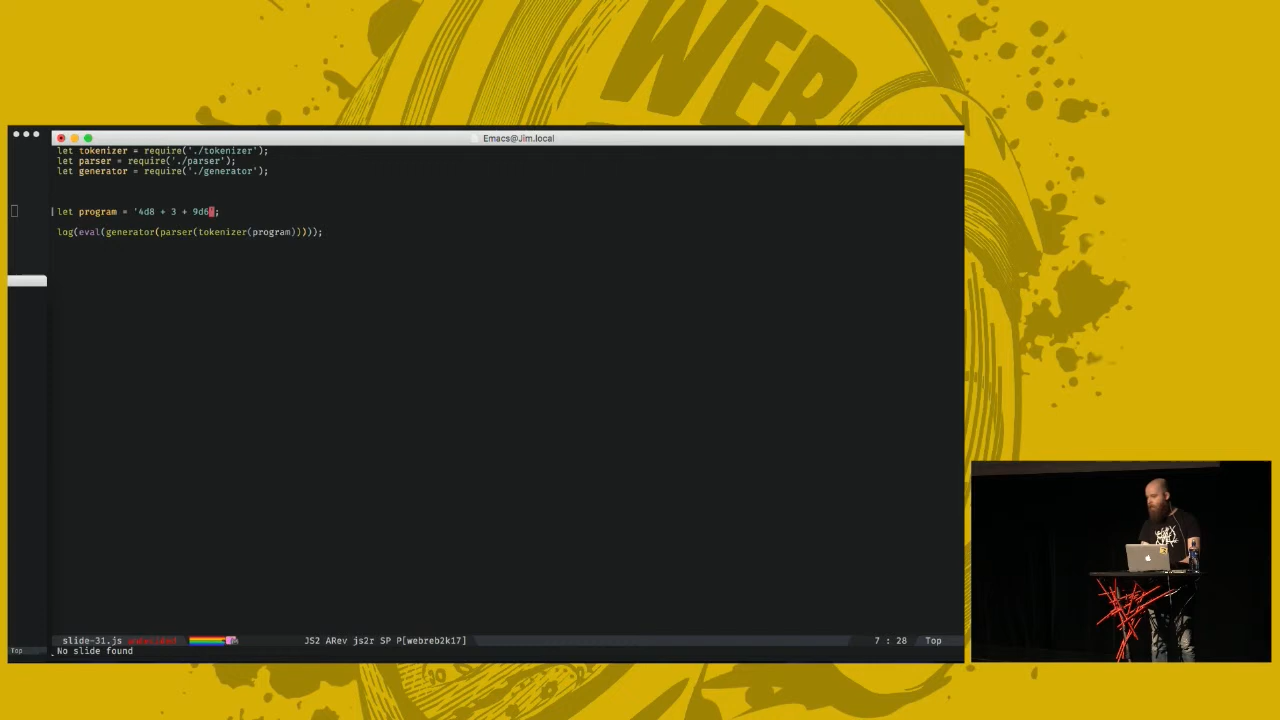 WEB
Emacs@Jim.local
let tokenizer = require('./tokenizer');
let parser = require('./parser');
let generator = require('./generator');
let program = '4d8 + 3 + 9d6';
log(eval(generator(parser(tokenizer(program)))));
slide-31.js
JS2 ARev js2r SP P[webreb2k17]
7 : 28
Top
Top
No slide found